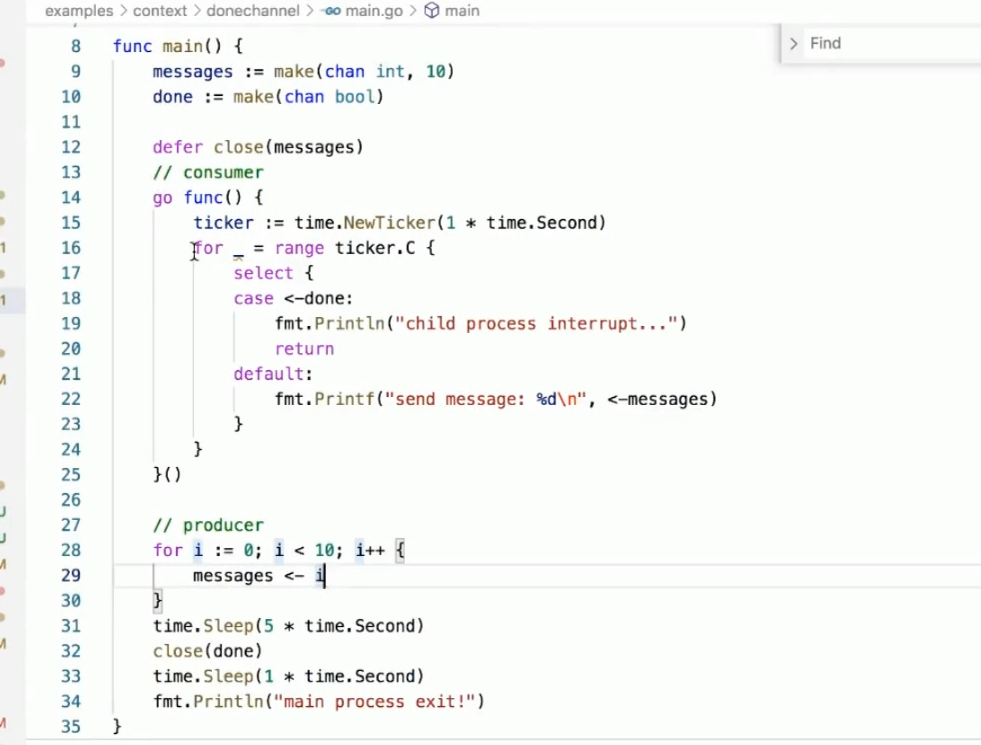 examples > context > donechannel > main.go > main
Find
8 func main() {
9 messages := make(chan int, 10)
10 done := make(chan bool)
11
12 defer close(messages)
13 // consumer
14 go func() {
15 ticker := time.NewTicker(1 * time.Second)
16 for _ = range ticker.C {
17 select {
18 case <-done:
19 fmt.Println("child process interrupt...")
20 return
21 default:
22 fmt.Printf("send message: %d\n", <-messages)
23 }
24 }
25 }()
26
27 // producer
28 for i := 0; i < 10; i++ {
29 messages <- i
30 }
31 time.Sleep(5 * time.Second)
32 close(done)
33 time.Sleep(1 * time.Second)
34 fmt.Println("main process exit!")
35 }